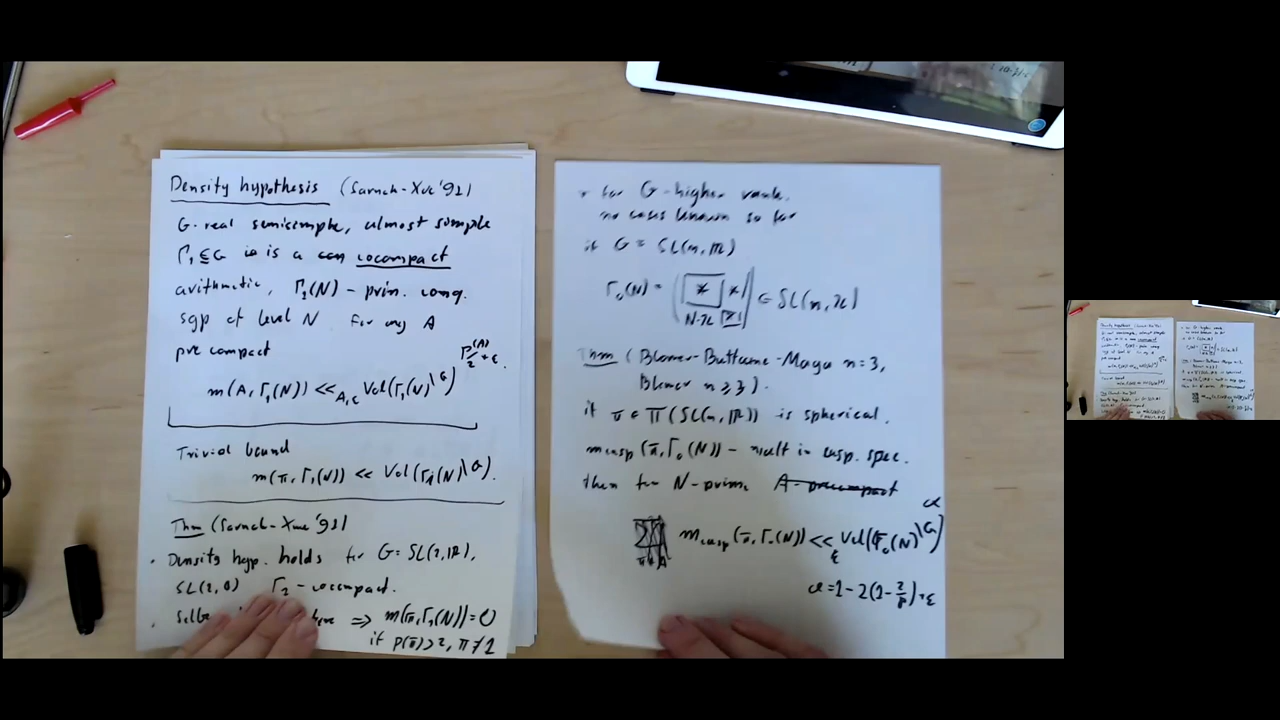 Density hypothesis (Sarnak-Xue '91)
G - real semisimple, almost simple
Γ₁ ⊆ G is a cocompact
arithmetic, Γ₁(N) - prin. cong.
sgp of level N for any A
pre compact
m(A, Γ₁(N)) <<_{A,ε} Vol(Γ₁(N)\G)^{2/p(A)+ε}.
Trivial bound
m(π, Γ₁(N)) << Vol(Γ₁(N)\G).
Thm (Sarnak-Xue '91)
• Density hyp. holds for G = SL(2,ℝ),
SL(2,ℂ) - cocompact.
⇒ m(π, Γ₁(N)) = 0
if p(π) > 2, π ≠ 1
• for G - higher rank.
no cases known so far
if G = SL(n, ℝ)
Γ₀(N) = ( * * / N·ℤ * ) ∈ SL(n, ℤ)
Thm (Blomer-Buttcane-Maga n=3,
Blomer n ≥ 3).
if π ∈ Π(SL(n, ℝ)) is spherical.
m_cusp(π, Γ₀(N)) - mult in cusp. spec.
then for N - prime
m_cusp(π, Γ₀(N)) <<_ε Vol(Γ₀(N)\G)^α
α = 1 - 2(1 - 2/p) + ε